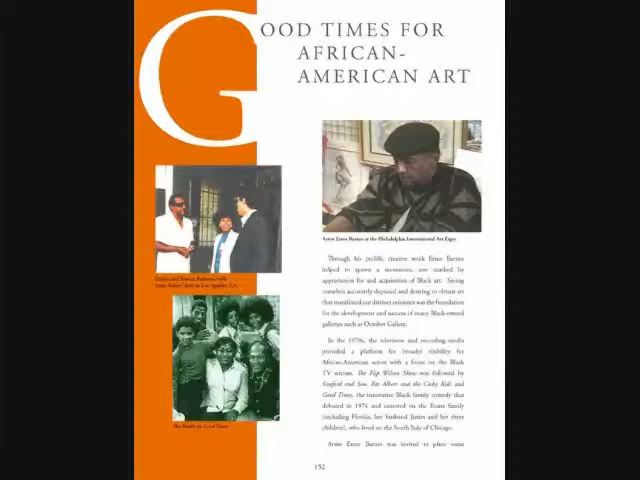 GOOD TIMES FOR
AFRICAN-
AMERICAN ART
Artist Ernie Barnes at the Philadelphia International Art Expo.
Through his prolific creative work Ernie Barnes
helped to spawn a movement, one marked by
appreciation for and acquisition of Black art. Seeing
ourselves accurately depicted and desiring to obtain art
that manifested our distinct existence was the foundation
for the development and success of many Black-owned
galleries such as October Gallery.
In the 1970s, the television and recording media
provided a platform for broader visibility for
African-American actors with a focus on the Black
TV sitcom. The Flip Wilson Show was followed by
Sanford and Son, Fat Albert and the Cosby Kids and
Good Times, the innovative Black family comedy that
debuted in 1974 and centered on the Evans family
(including Florida, her husband James and her three
children), who lived on the South Side of Chicago.
Artist Ernie Barnes was invited to place some
on Good Times
152